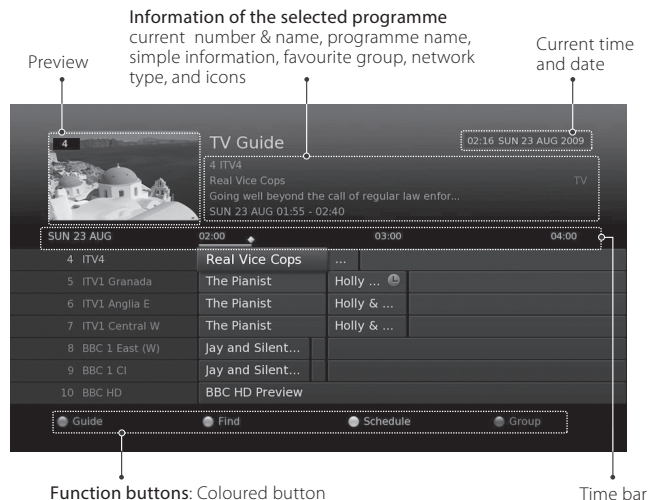 Information of the selected programme
current number & name, programme name,
simple information, favourite group, network
type, and icons
Preview
Current time
and date
4
TV Guide
02:16 SUN 23 AUG 2009
4 ITV4
Real Vice Cops
TV
Going well beyond the call of regular law enfor...
SUN 23 AUG 01:55 - 02:40
SUN 23 AUG 02:00 03:00 04:00
4 ITV4 Real Vice Cops ...
5 ITV1 Granada The Pianist Holly ...
6 ITV1 Anglia E The Pianist Holly & ...
7 ITV1 Central W The Pianist Holly & ...
8 BBC 1 East (W) Jay and Silent...
9 BBC 1 CI Jay and Silent...
10 BBC HD BBC HD Preview
Guide Find Schedule Group
Function buttons: Coloured button
Time bar